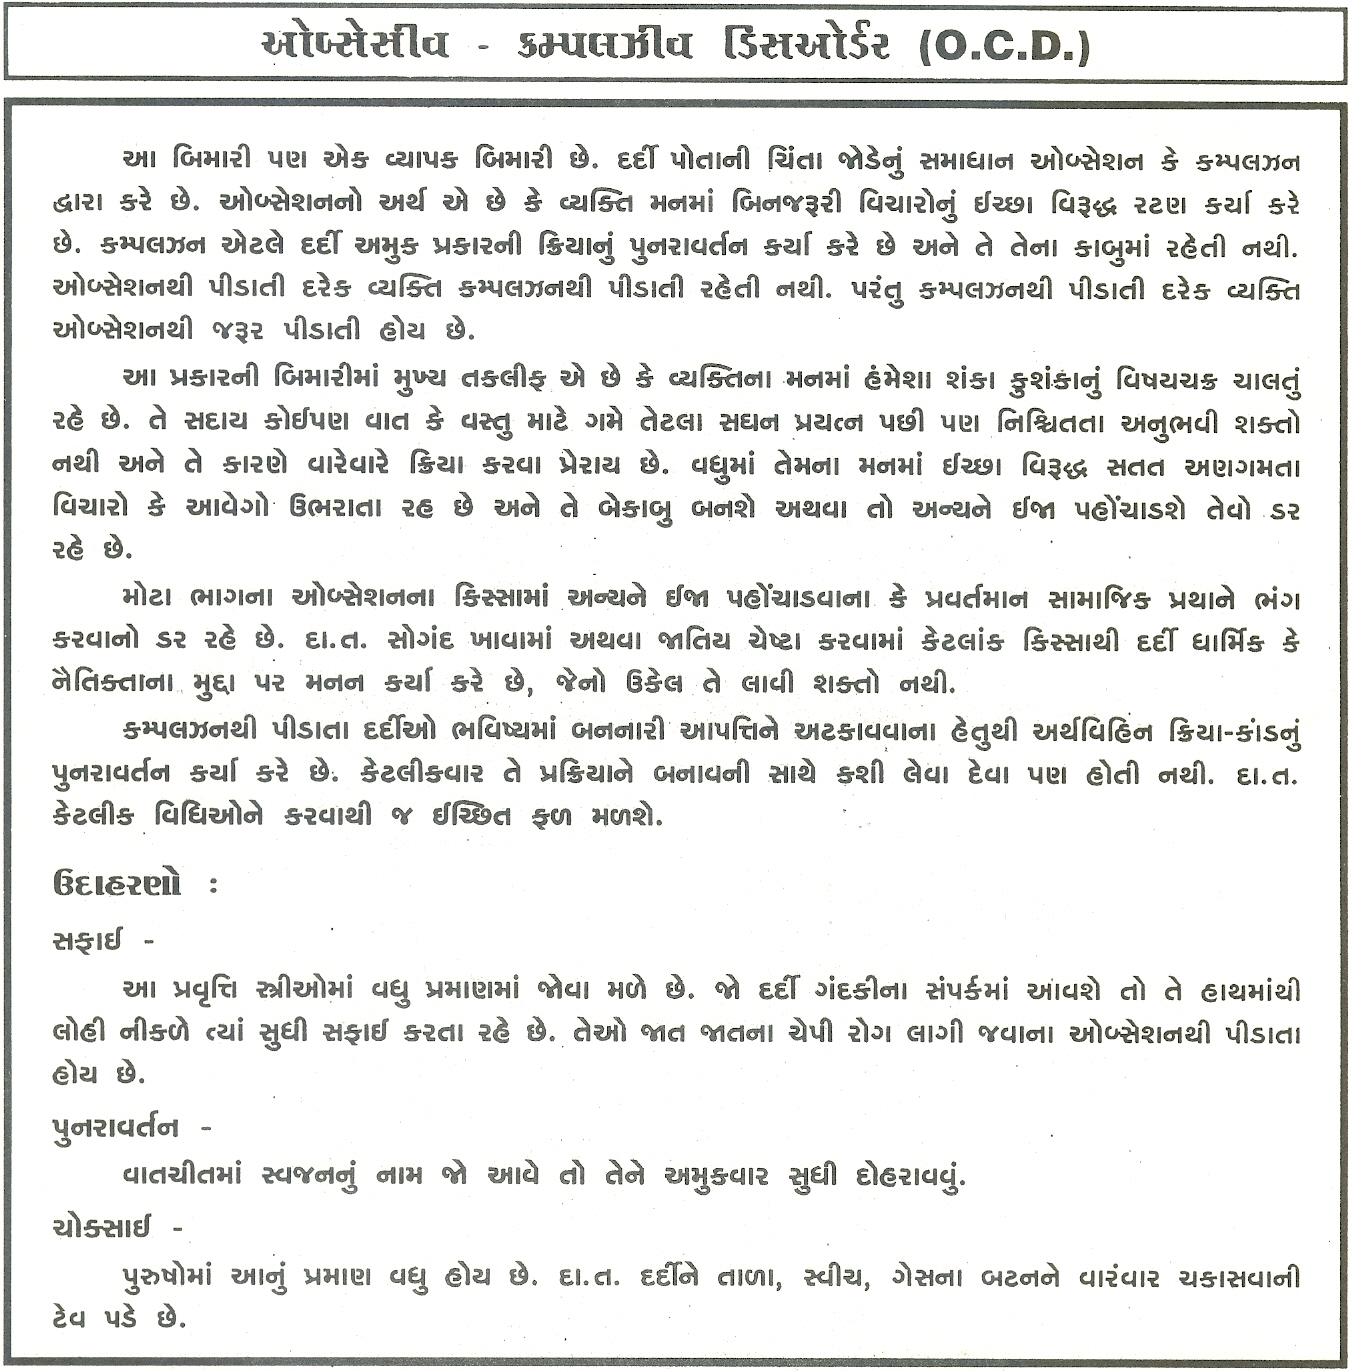 ઓબ્સેસીવ - કમ્પલઝીવ ડિસઓર્ડર (O.C.D.)
આ બિમારી પણ એક વ્યાપક બિમારી છે. દર્દી પોતાની ચિંતા જોડેનું સમાધાન ઓબ્સેશન કે કમ્પલઝન
દ્વારા કરે છે. ઓબ્સેશનનો અર્થ એ છે કે વ્યક્તિ મનમાં બિનજરૂરી વિચારોનું ઈચ્છા વિરૂદ્ધ રટણ કર્યા કરે
છે. કમ્પલઝન એટલે દર્દી અમુક પ્રકારની ક્રિયાનું પુનરાવર્તન કર્યા કરે છે અને તે તેના કાબુમાં રહેતી નથી.
ઓબ્સેશનથી પીડાતી દરેક વ્યક્તિ કમ્પલઝનથી પીડાતી રહેતી નથી. પરંતુ કમ્પલઝનથી પીડાતી દરેક વ્યક્તિ
ઓબ્સેશનથી જરૂર પીડાતી હોય છે.
આ પ્રકારની બિમારીમાં મુખ્ય તકલીફ એ છે કે વ્યક્તિના મનમાં હંમેશા શંકા કુશંકાનું વિષયચક્ર ચાલતું
રહે છે. તે સદાય કોઈપણ વાત કે વસ્તુ માટે ગમે તેટલા સઘન પ્રયત્ન પછી પણ નિશ્ચિતતા અનુભવી શક્તો
નથી અને તે કારણે વારેવારે ક્રિયા કરવા પ્રેરાય છે. વધુમાં તેમના મનમાં ઈચ્છા વિરૂદ્ધ સતત અણગમતા
વિચારો કે આવેગો ઉભરાતા રહ છે અને તે બેકાબુ બનશે અથવા તો અન્યને ઈજા પહોંચાડશે તેવો ડર
રહે છે.
મોટા ભાગના ઓબ્સેશનના કિસ્સામાં અન્યને ઈજા પહોંચાડવાના કે પ્રવર્તમાન સામાજિક પ્રથાને ભંગ
કરવાનો ડર રહે છે. દા.ત. સોગંદ ખાવામાં અથવા જાતિય ચેષ્ટા કરવામાં કેટલાંક કિસ્સાથી દર્દી ધાર્મિક કે
નૈતિક્તાના મુદ્દા પર મનન કર્યા કરે છે, જેનો ઉકેલ તે લાવી શક્તો નથી.
કમ્પલઝનથી પીડાતા દર્દીઓ ભવિષ્યમાં બનનારી આપત્તિને અટકાવવાના હેતુથી અર્થવિહિન ક્રિયા-કાંડનું
પુનરાવર્તન કર્યા કરે છે. કેટલીકવાર તે પ્રક્રિયાને બનાવની સાથે કશી લેવા દેવા પણ હોતી નથી. દા.ત.
કેટલીક વિધિઓને કરવાથી જ ઈચ્છિત ફળ મળશે.
ઉદાહરણો :
સફાઈ -
આ પ્રવૃત્તિ સ્ત્રીઓમાં વધુ પ્રમાણમાં જોવા મળે છે. જો દર્દી ગંદકીના સંપર્કમાં આવશે તો તે હાથમાંથી
લોહી નીકળે ત્યાં સુધી સફાઈ કરતા રહે છે. તેઓ જાત જાતના ચેપી રોગ લાગી જવાના ઓબ્સેશનથી પીડાતા
હોય છે.
પુનરાવર્તન -
વાતચીતમાં સ્વજનનું નામ જો આવે તો તેને અમુકવાર સુધી દોહરાવવું.
ચોક્સાઈ -
પુરુષોમાં આનું પ્રમાણ વધુ હોય છે. દા.ત. દર્દીને તાળા, સ્વીચ, ગેસના બટનને વારંવાર ચકાસવાની
ટેવ પડે છે.